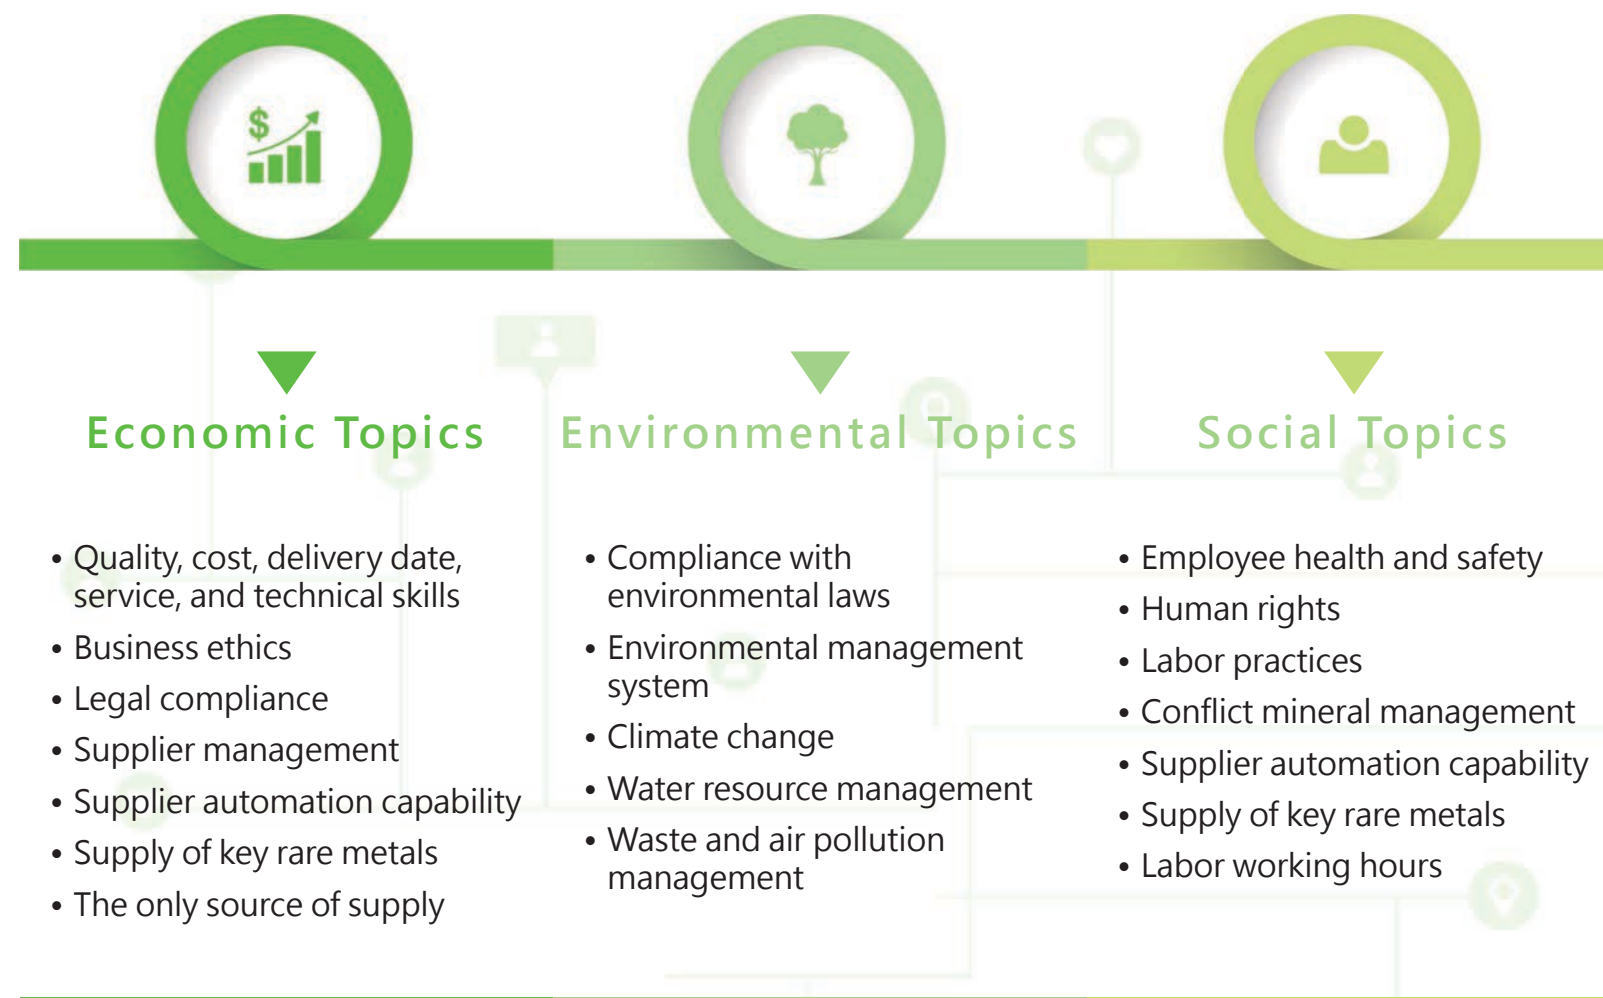 $
Economic Topics
• Quality, cost, delivery date,
service, and technical skills
• Business ethics
• Legal compliance
• Supplier management
• Supplier automation capability
• Supply of key rare metals
• The only source of supply
Environmental Topics
• Compliance with
environmental laws
• Environmental management
system
• Climate change
• Water resource management
• Waste and air pollution
management
Social Topics
• Employee health and safety
• Human rights
• Labor practices
• Conflict mineral management
• Supplier automation capability
• Supply of key rare metals
• Labor working hours